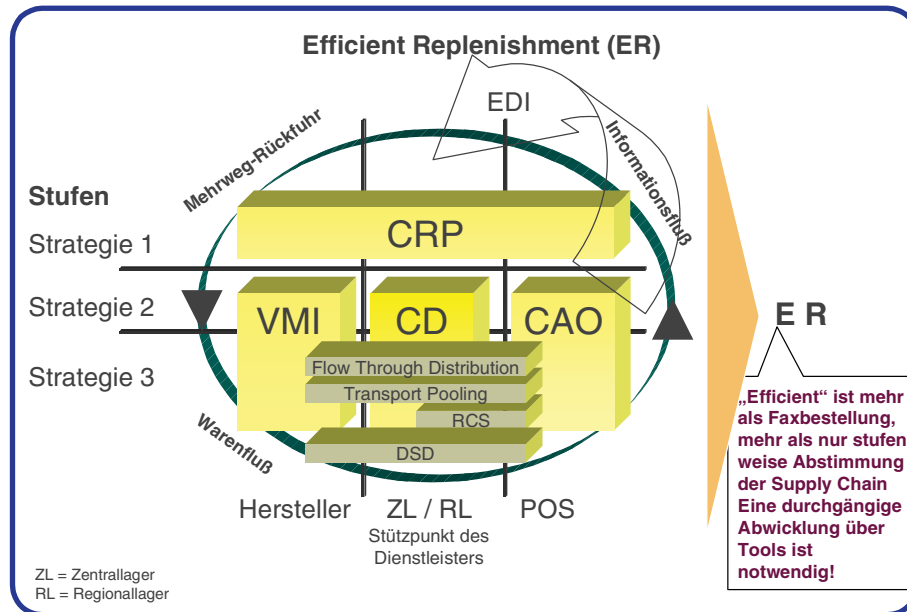 Efficient Replenishment (ER)
EDI
Mehrweg-Rückfuhr
Informationsfluß
Stufen
Strategie 1
CRP
Strategie 2
VMI
CD
CAO
Strategie 3
Flow Through Distribution
Transport Pooling
RCS
DSD
Warenfluß
Hersteller
ZL / RL
POS
Stützpunkt des
Dienstleisters
ZL = Zentrallager
RL = Regionallager
E R
„Efficient“ ist mehr
als Faxbestellung,
mehr als nur stufen
weise Abstimmung
der Supply Chain
Eine durchgängige
Abwicklung über
Tools ist
notwendig!